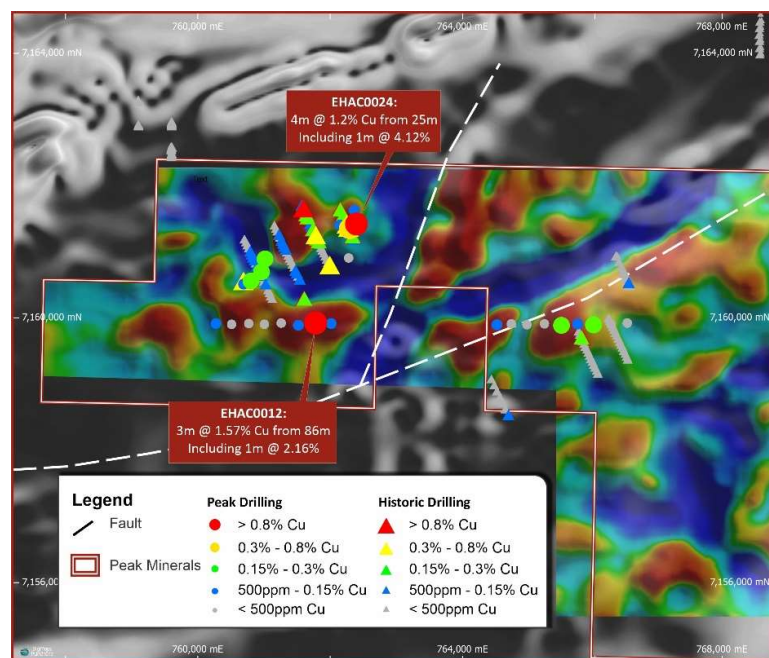 760,000 mE
764,000 mE
768,000 mE
7,164,000 mN
7,164,000 mN
EHAC0024:
4m @ 1.2% Cu from 25m
Including 1m @ 4.12%
7,160,000 mN
7,160,000 mN
EHAC0012:
3m @ 1.57% Cu from 86m
Including 1m @ 2.16%
Legend
Fault
Peak Minerals
Peak Drilling
> 0.8% Cu
0.3% - 0.8% Cu
0.15% - 0.3% Cu
500ppm - 0.15% Cu
< 500ppm Cu
Historic Drilling
> 0.8% Cu
0.3% - 0.8% Cu
0.15% - 0.3% Cu
500ppm - 0.15% Cu
< 500ppm Cu
7,156,000 mN
7,156,000 mN
760,000 mE
764,000 mE
768,000 mE